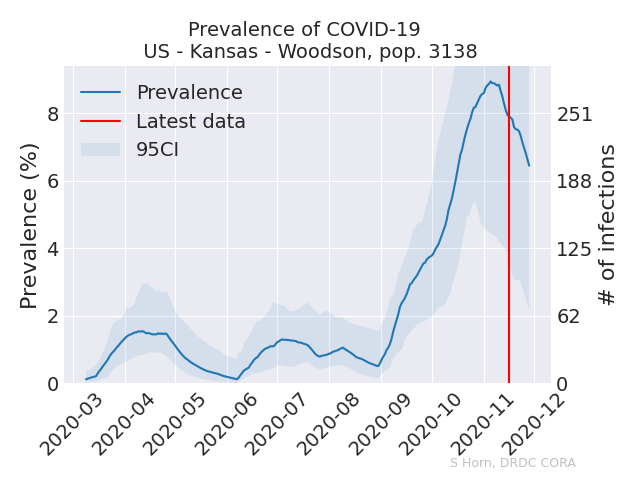 Prevalence of COVID-19
US - Kansas - Woodson, pop. 3138
Prevalence
Latest data
95CI
Prevalence (%)
8
6
4
2
0
251
188
125
62
0
# of infections
2020-03
2020-04
2020-05
2020-06
2020-07
2020-08
2020-09
2020-10
2020-11
2020-12
S Horn, DRDC CORA